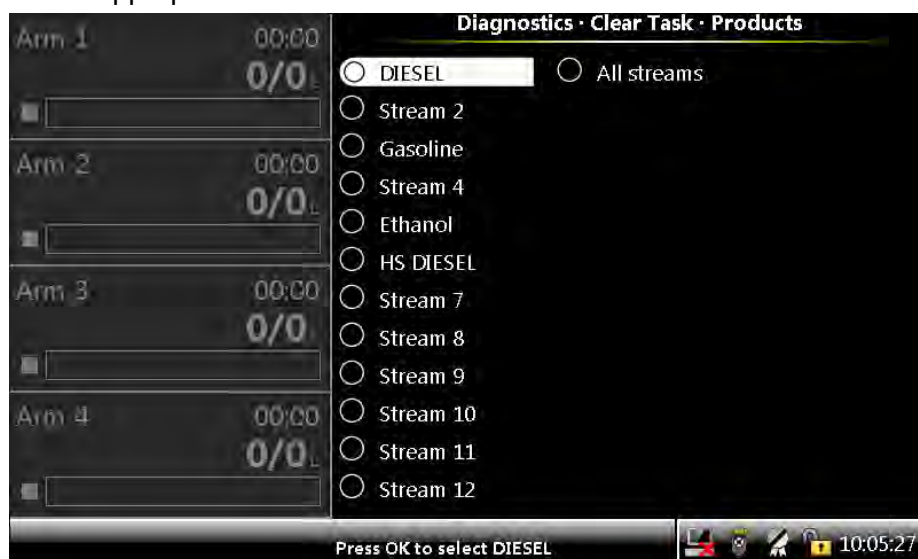 Diagnostics · Clear Task · Products
Arm 1 00:00
0/0 L
Arm 2 00:00
0/0 L
Arm 3 00:00
0/0 L
Arm 4 00:00
0/0 L
DIESEL
Stream 2
Gasoline
Stream 4
Ethanol
HS DIESEL
Stream 7
Stream 8
Stream 9
Stream 10
Stream 11
Stream 12
All streams
Press OK to select DIESEL
10:05:27